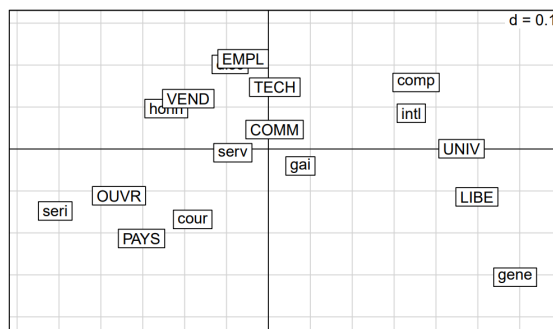 d = 0.1
EMPL
comp
TECH
VEND
intl
COMM
serv
UNIV
gai
OUVR
LIBE
seri
cour
PAYS
gene